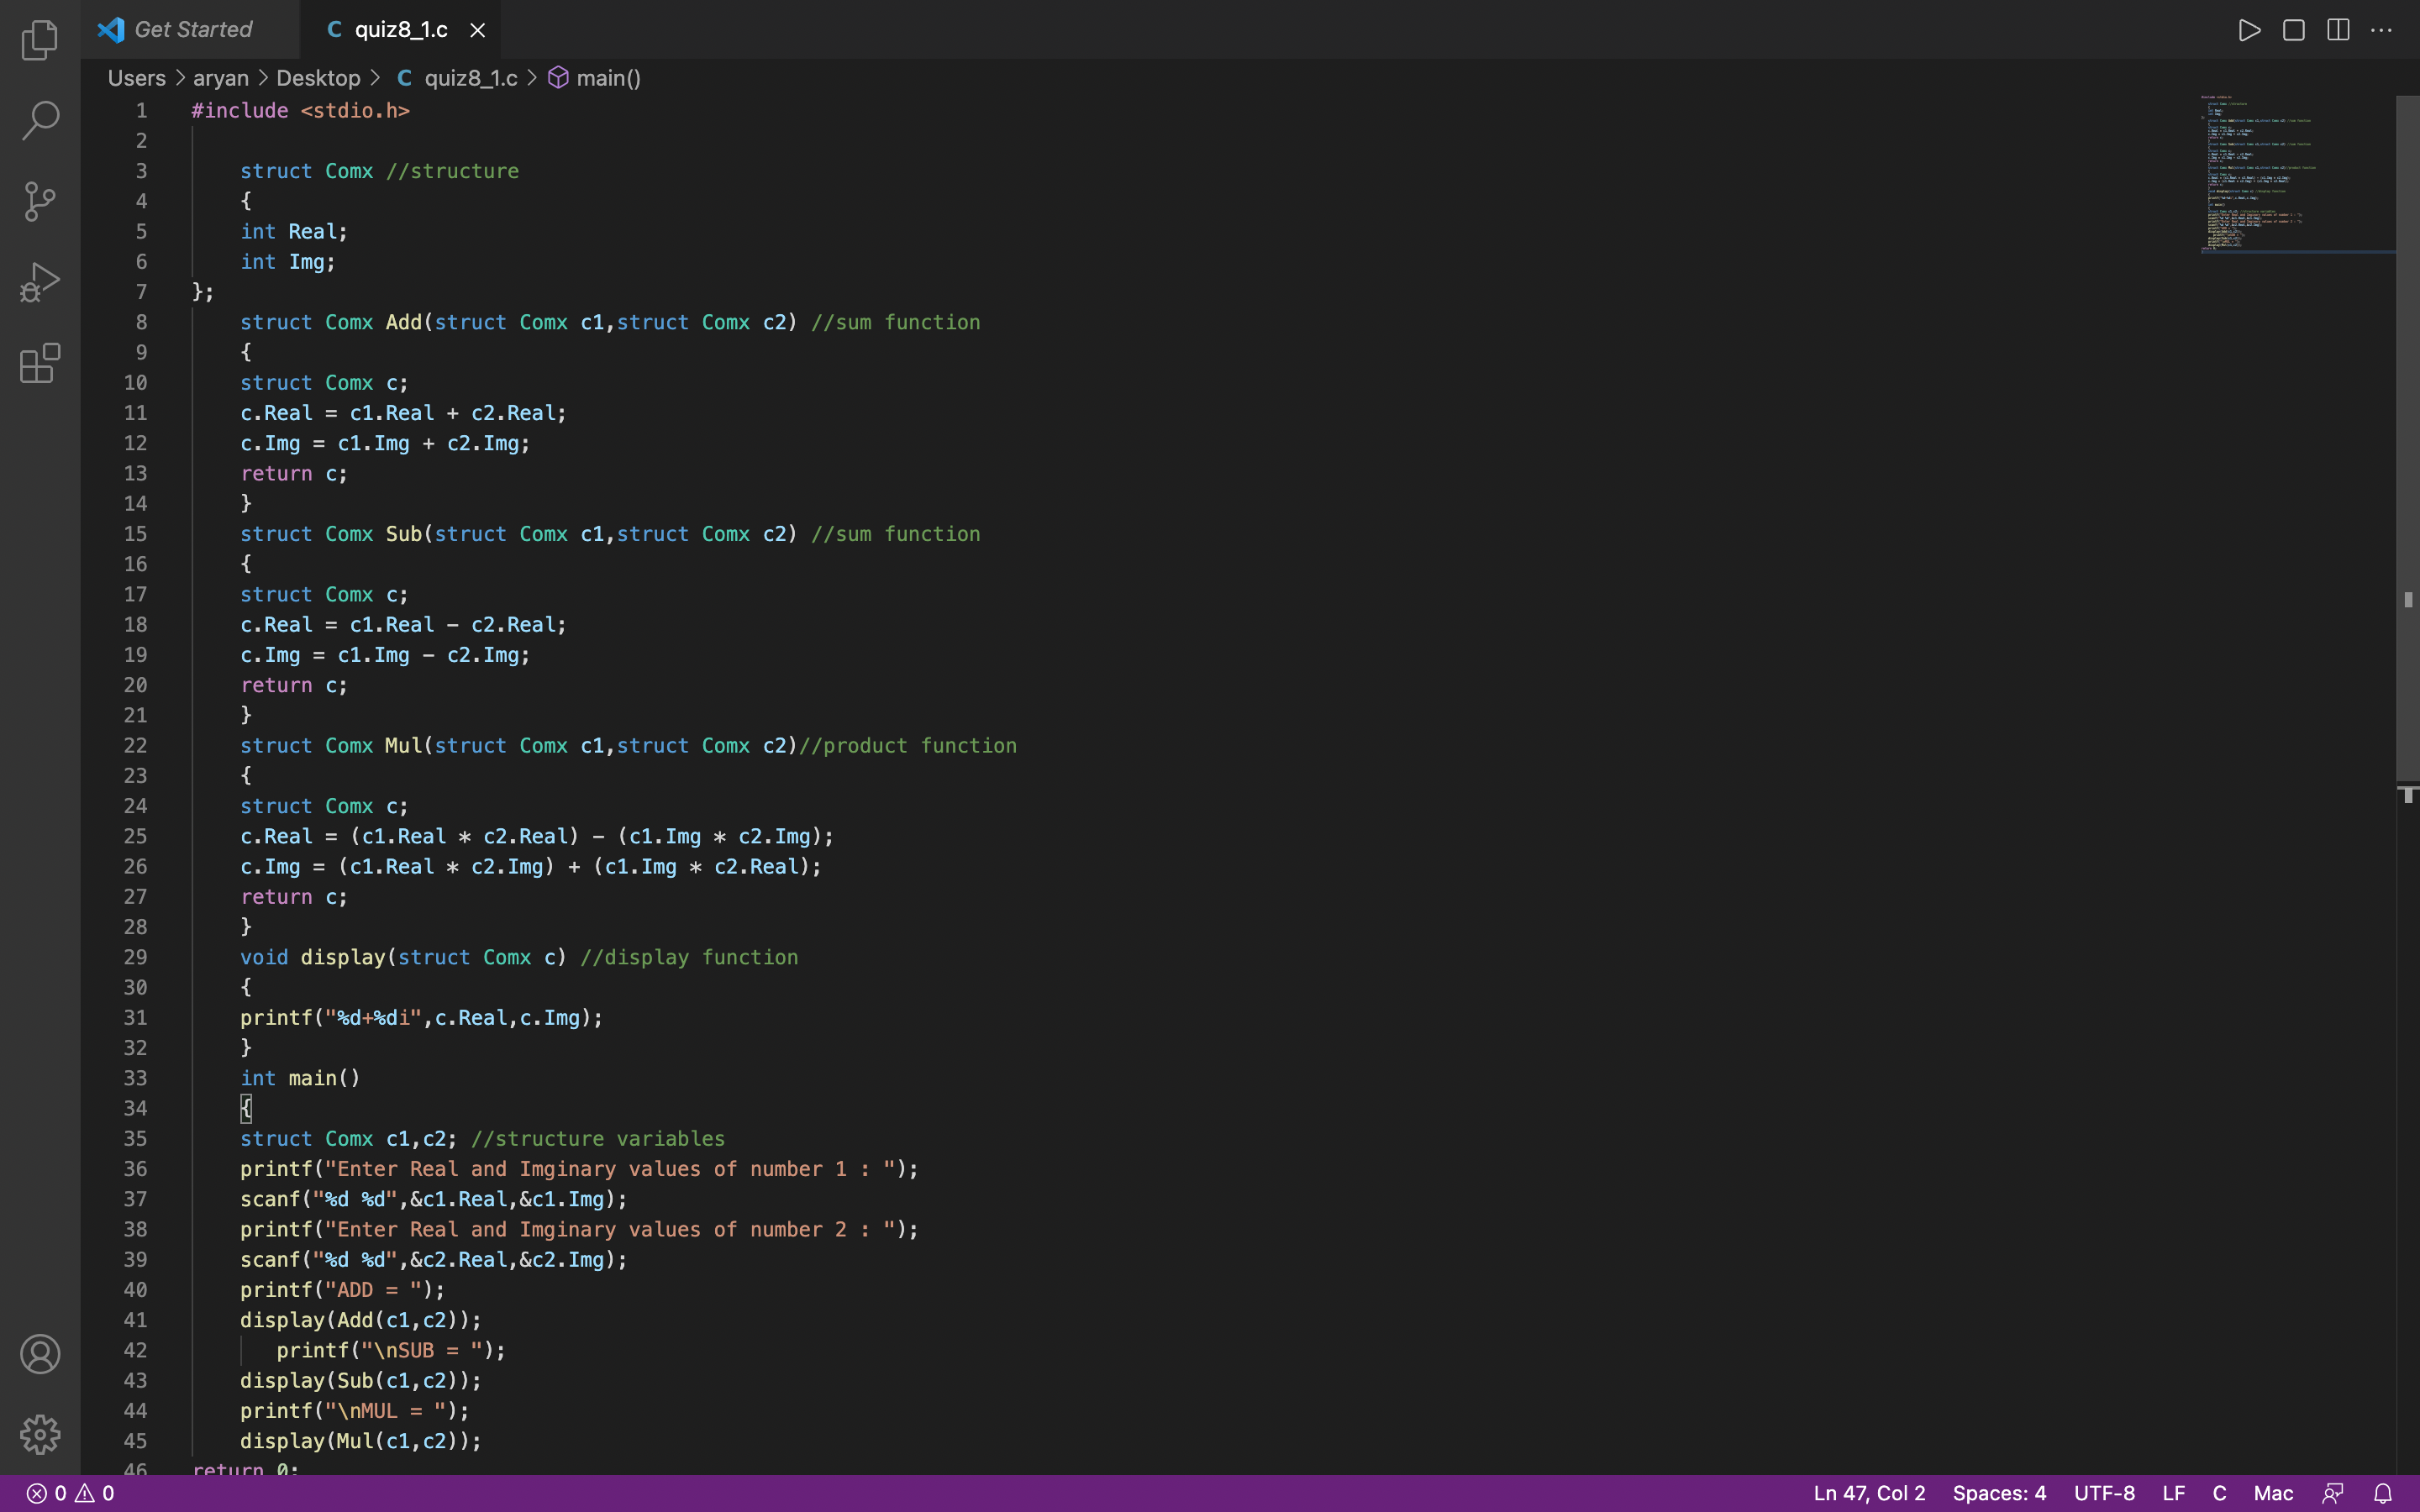 Get Started
C quiz8_1.c ×
Users > aryan > Desktop > C quiz8_1.c > main()
1 #include <stdio.h>
2
3 struct Comx //structure
4 {
5 int Real;
6 int Img;
7 };
8 struct Comx Add(struct Comx c1,struct Comx c2) //sum function
9 {
10 struct Comx c;
11 c.Real = c1.Real + c2.Real;
12 c.Img = c1.Img + c2.Img;
13 return c;
14 }
15 struct Comx Sub(struct Comx c1,struct Comx c2) //sum function
16 {
17 struct Comx c;
18 c.Real = c1.Real - c2.Real;
19 c.Img = c1.Img - c2.Img;
20 return c;
21 }
22 struct Comx Mul(struct Comx c1,struct Comx c2)//product function
23 {
24 struct Comx c;
25 c.Real = (c1.Real * c2.Real) - (c1.Img * c2.Img);
26 c.Img = (c1.Real * c2.Img) + (c1.Img * c2.Real);
27 return c;
28 }
29 void display(struct Comx c) //display function
30 {
31 printf("%d+%di",c.Real,c.Img);
32 }
33 int main()
34 {
35 struct Comx c1,c2; //structure variables
36 printf("Enter Real and Imginary values of number 1 : ");
37 scanf("%d %d",&c1.Real,&c1.Img);
38 printf("Enter Real and Imginary values of number 2 : ");
39 scanf("%d %d",&c2.Real,&c2.Img);
40 printf("ADD = ");
41 display(Add(c1,c2));
42 printf("\nSUB = ");
43 display(Sub(c1,c2));
44 printf("\nMUL = ");
45 display(Mul(c1,c2));
46 return 0;
0 0 Ln 47, Col 2 Spaces: 4 UTF-8 LF C Mac